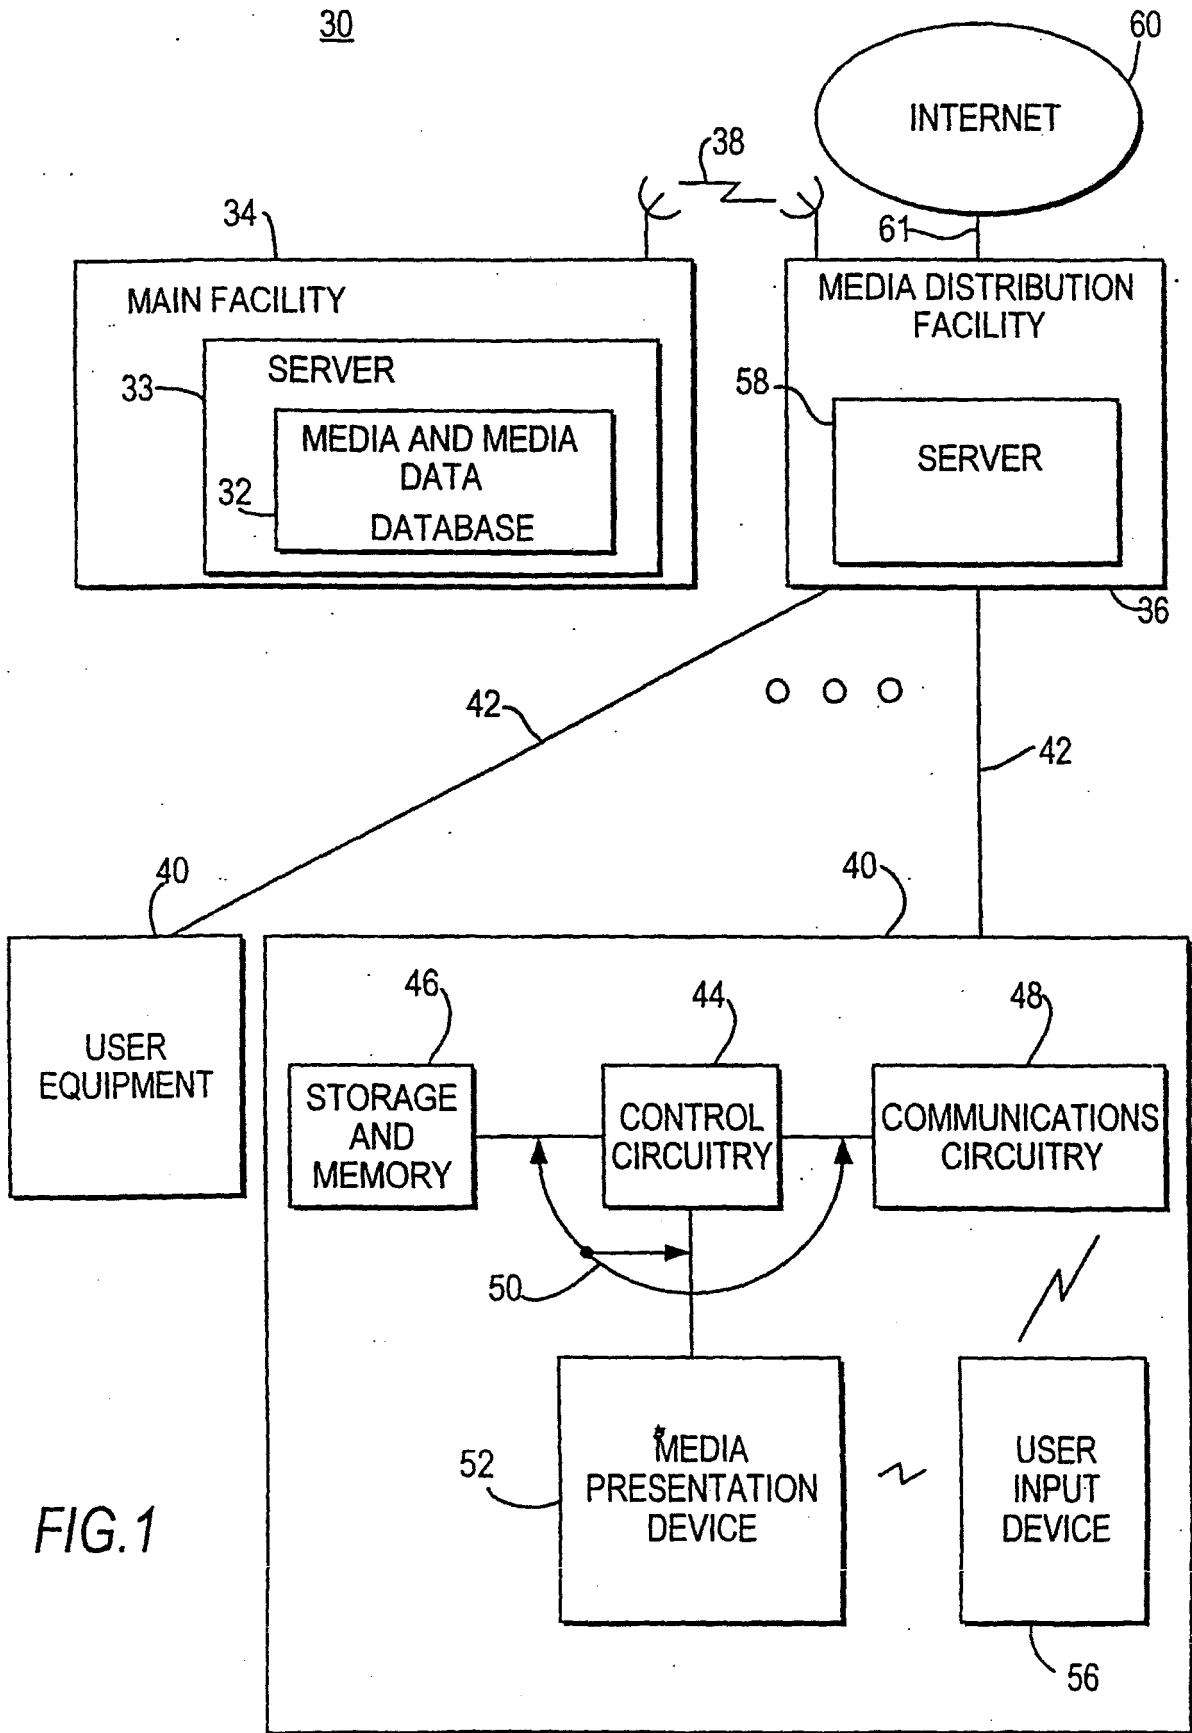 30
60
INTERNET
38
34
61
MAIN FACILITY
MEDIA DISTRIBUTION
FACILITY
33
SERVER
58
MEDIA AND MEDIA
DATA
DATABASE
32
SERVER
36
42
42
40
40
USER
EQUIPMENT
46
44
48
STORAGE
AND
MEMORY
CONTROL
CIRCUITRY
COMMUNICATIONS
CIRCUITRY
50
52
MEDIA
PRESENTATION
DEVICE
USER
INPUT
DEVICE
56
FIG.1